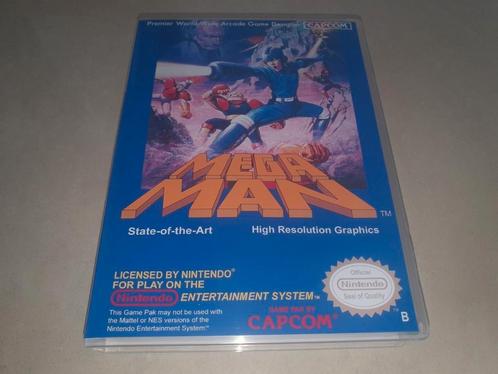 Premier World-Wide Arcade Game Designer
CAPCOM
MEGA
MAN
TM
State-of-the-Art High Resolution Graphics
LICENSED BY NINTENDO®
FOR PLAY ON THE
Nintendo ENTERTAINMENT SYSTEM™
This Game Pak may not be used with
the Mattel or NES versions of the
Nintendo Entertainment System.™
GAME PAK BY
CAPCOM
Official
Nintendo
Seal of Quality
B